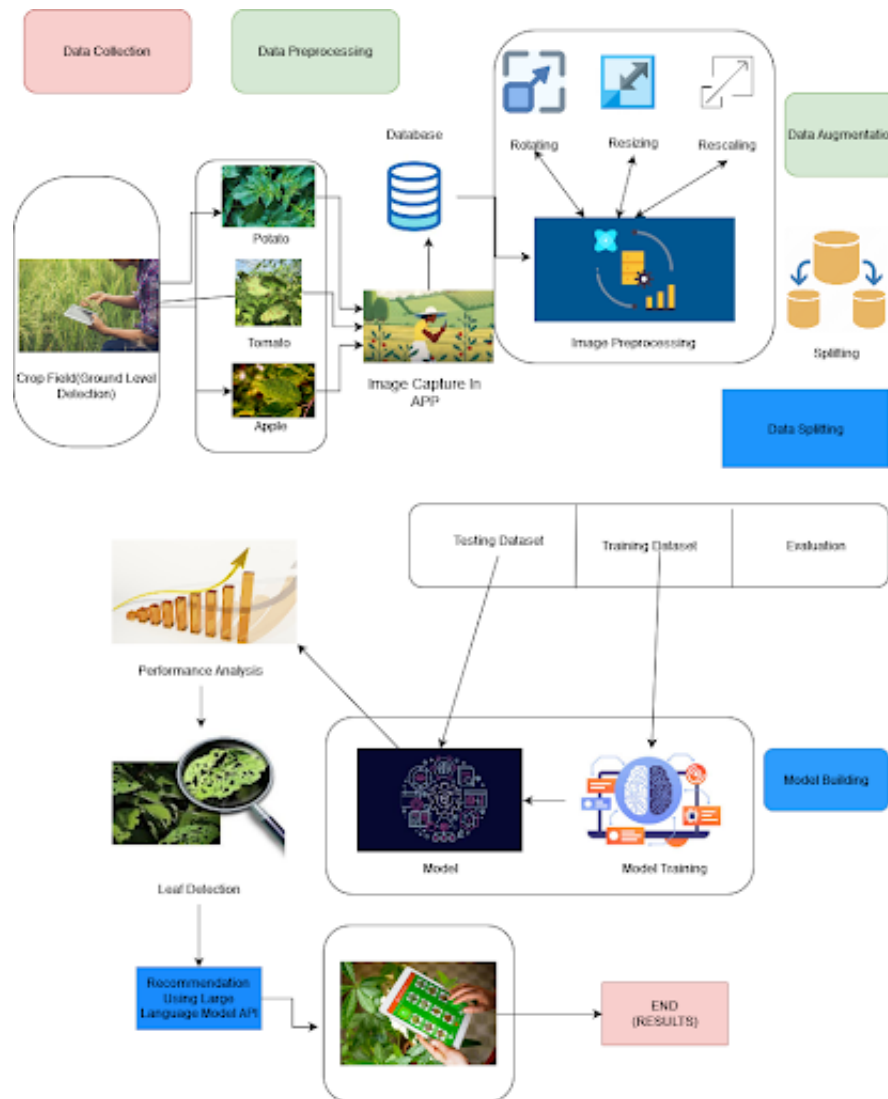 Data Collection
Data Preprocessing
Database
Rotating
Resizing
Rescaling
Data Augmentatio
Potato
Tomato
Apple
Crop Field(Ground Level
Detection)
Image Capture In
APP
Image Preprocessing
Splitting
Data Splitting
Testing Dataset
Training Dataset
Evaluation
Performance Analysis
Model Building
Model
Model Training
Leaf Detection
Recommendation
Using Large
Language Model API
END
(RESULTS)